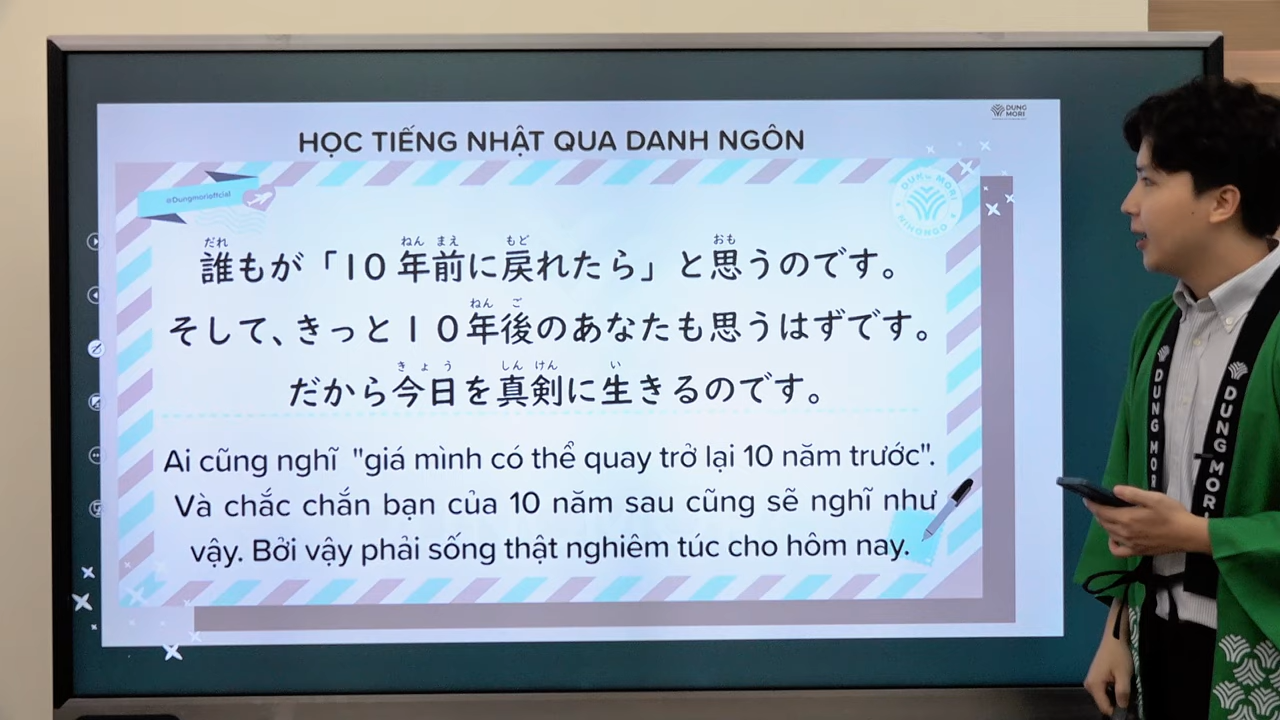 DUNG
MORI
HỌC TIẾNG NHẬT QUA DANH NGÔN
@Dungmoriofficial
DUNG MORI
NIHONGO
だれ ねん まえ もど おも
誰もが「10年前に戻れたら」と思うのです。
ねん ご
そして、きっと10年後のあなたも思うはずです。
きょう しん けん い
だから今日を真剣に生きるのです。
Ai cũng nghĩ "giá mình có thể quay trở lại 10 năm trước".
Và chắc chắn bạn của 10 năm sau cũng sẽ nghĩ như
vậy. Bởi vậy phải sống thật nghiêm túc cho hôm nay.
DUNG MORI
DUNG MORI